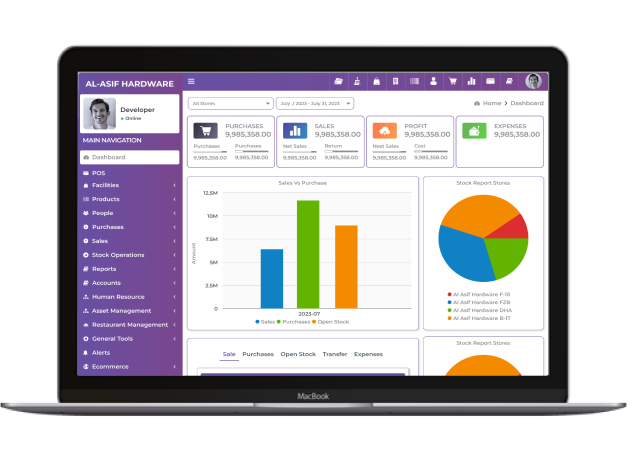 AL-ASIF HARDWARE
Developer
Online
MAIN NAVIGATION
Dashboard
POS
Facilities
Products
People
Purchases
Sales
Stock Operations
Reports
Accounts
Human Resource
Asset Management
Restaurant Management
General Tools
Alerts
Ecommerce
All Stores
July 1 2023 - July 31, 2023
Home > Dashboard
PURCHASES
9,985,358.00
Purchases Purchases
9,985,358.00 9,985,358.00
SALES
9,985,358.00
Net Sales Return
9,985,358.00 9,985,358.00
PROFIT
9,985,358.00
Neet Sales Cost
9,985,358.00 9,985,358.00
EXPENSES
9,985,358.00
Sales Vs Purchase
12.5M
10M
7.5M
5M
2.5M
0
Amount
2023-07
Sales Purchases Open Stock
Stock Report Stores
Al Asif Hardware F-10
Al Asif Hardware FZB
Al Asif Hardware DHA
Al Asif Hardware B-17
Sale Purchases Open Stock Transfer Expenses
Stock Report Stores
MacBook